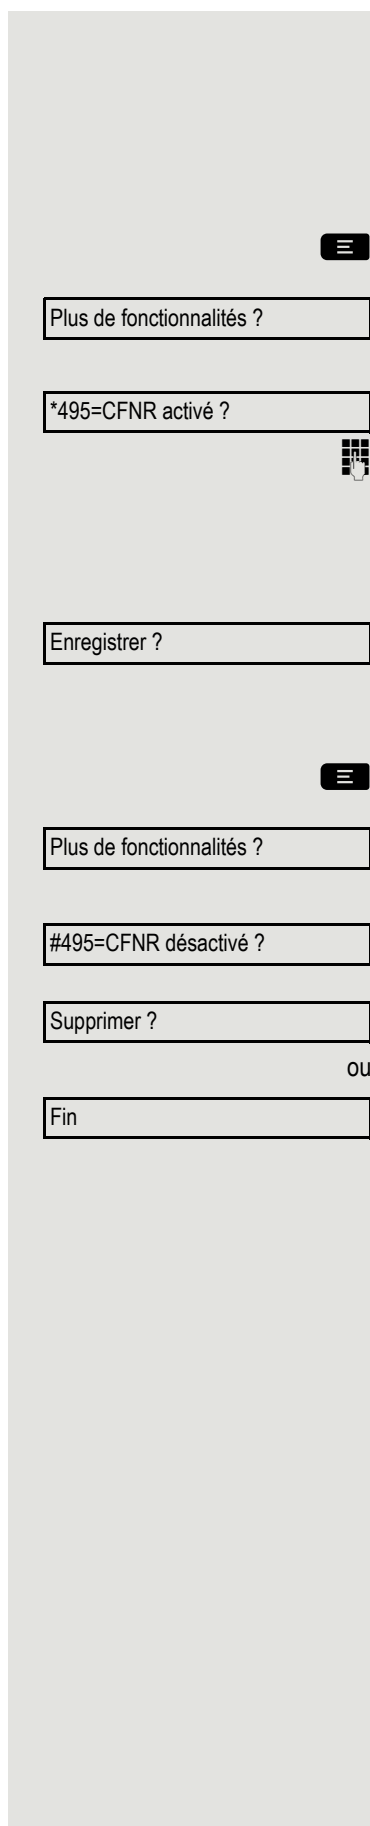 Plus de fonctionnalités ?
*495=CFNR activé ?
Enregistrer ?
Plus de fonctionnalités ?
#495=CFNR désactivé ?
Supprimer ?
ou
Fin